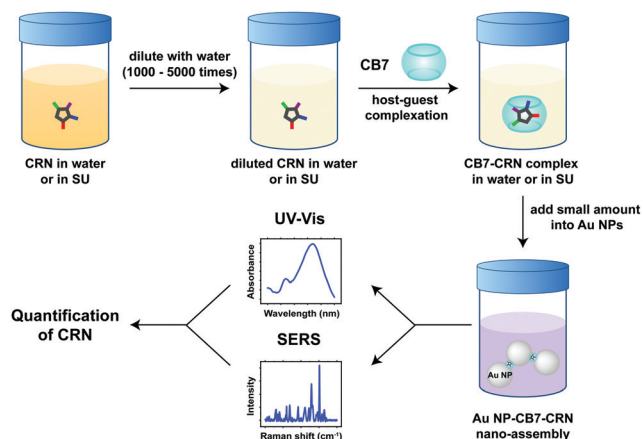 dilute with water
(1000 - 5000 times)
CB7
host-guest
complexation
CRN in water
or in SU
diluted CRN in water
or in SU
CB7-CRN complex
in water or in SU
add small amount
into Au NPs
UV-Vis
Absorbance
Wavelength (nm)
Quantification
of CRN
SERS
Intensity
Raman shift (cm⁻¹)
Au NP
Au NP-CB7-CRN
nano-assembly